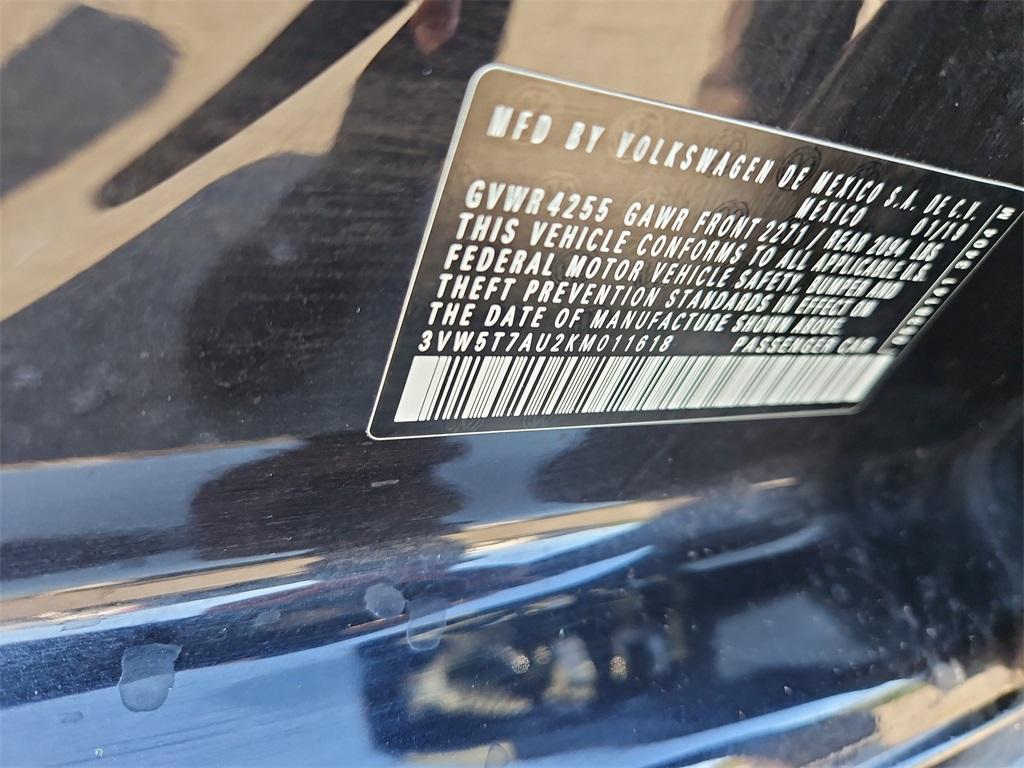 MFD BY VOLKSWAGEN DE MEXICO S.A. DE C.V.
MEXICO 01/19
GVWR 4255 GAWR FRONT 2271 / REAR 2094 LBS
THIS VEHICLE CONFORMS TO ALL APPLICABLE U.S.
FEDERAL MOTOR VEHICLE SAFETY, BUMPER AND
THEFT PREVENTION STANDARDS IN EFFECT ON
THE DATE OF MANUFACTURE SHOWN ABOVE.
3VW5T7AU2KM011618 PASSENGER CAR